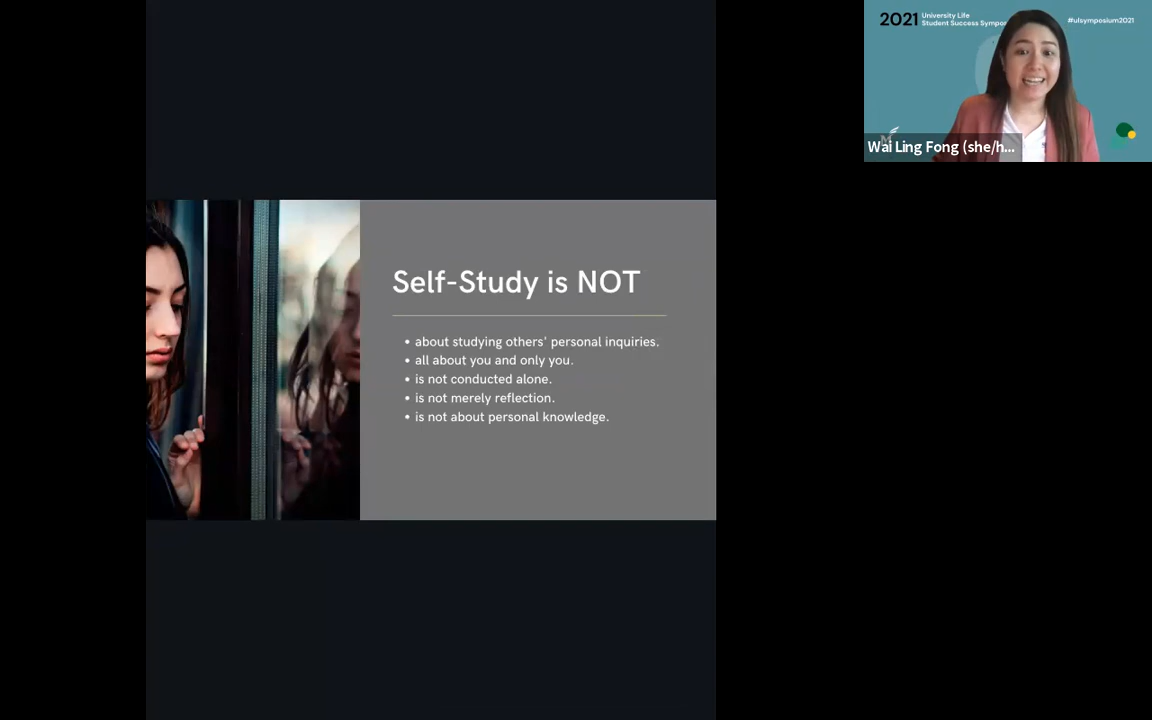 2021 University Life
Student Success Sympo
#ulsymposium2021
Wai Ling Fong (she/h...
Self-Study is NOT
• about studying others' personal inquiries.
• all about you and only you.
• is not conducted alone.
• is not merely reflection.
• is not about personal knowledge.